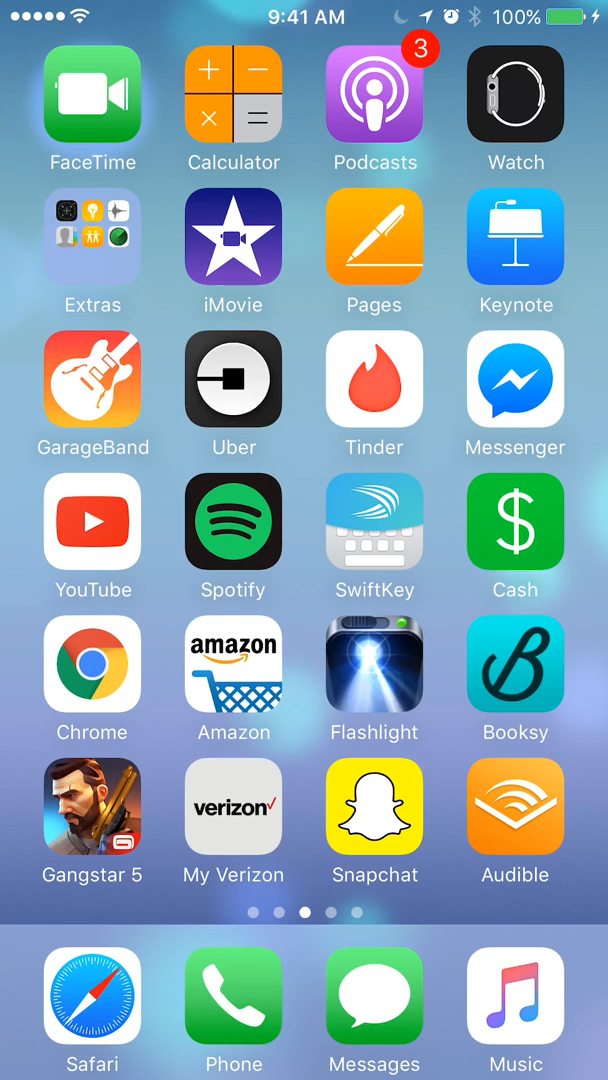 9:41 AM 100%
3
FaceTime Calculator Podcasts Watch
Extras iMovie Pages Keynote
GarageBand Uber Tinder Messenger
YouTube Spotify SwiftKey Cash
amazon
Chrome Amazon Flashlight Booksy
verizon
Gangstar 5 My Verizon Snapchat Audible
Safari Phone Messages Music